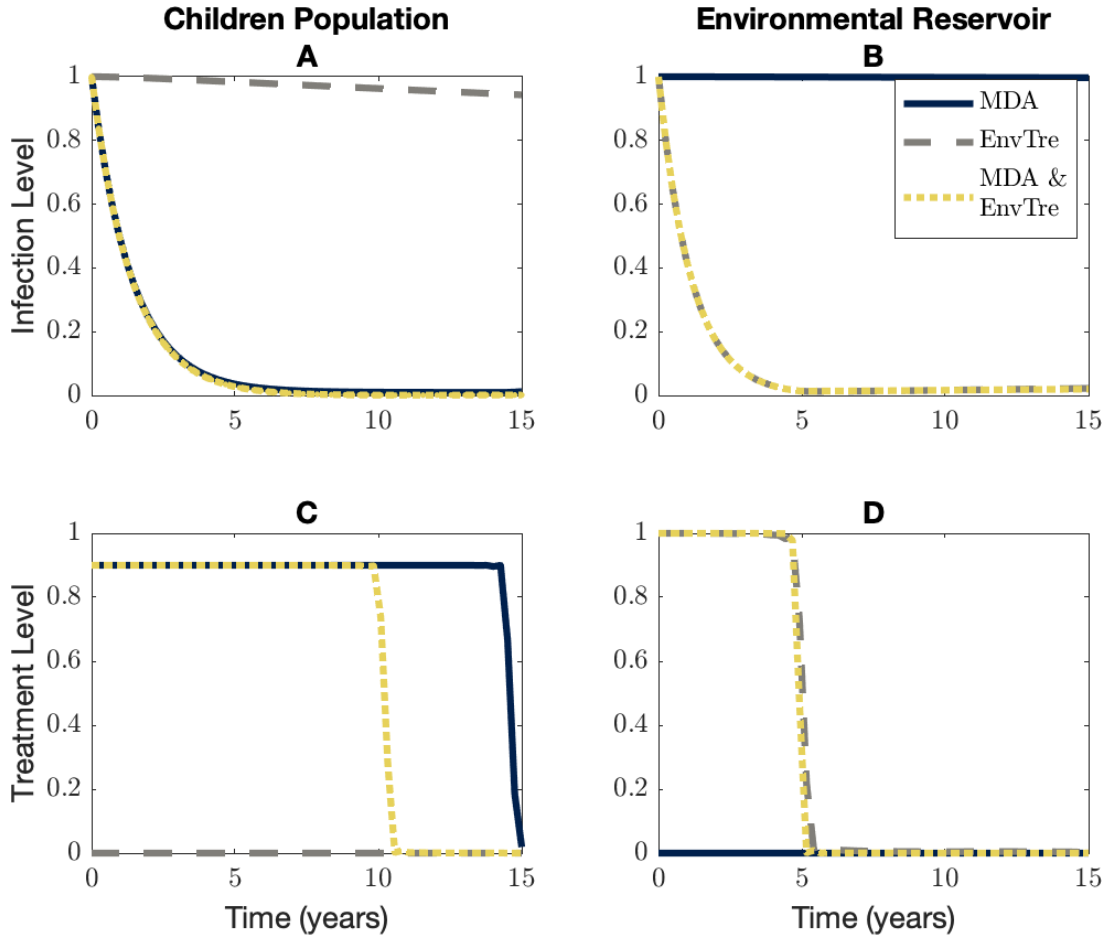 Children Population
Environmental Reservoir
A
B
Infection Level
1
0.8
0.6
0.4
0.2
0
0
5
10
15
1
0.8
0.6
0.4
0.2
0
0
5
10
15
MDA
EnvTre
MDA &
EnvTre
C
D
Treatment Level
1
0.8
0.6
0.4
0.2
0
0
5
10
15
Time (years)
1
0.8
0.6
0.4
0.2
0
0
5
10
15
Time (years)